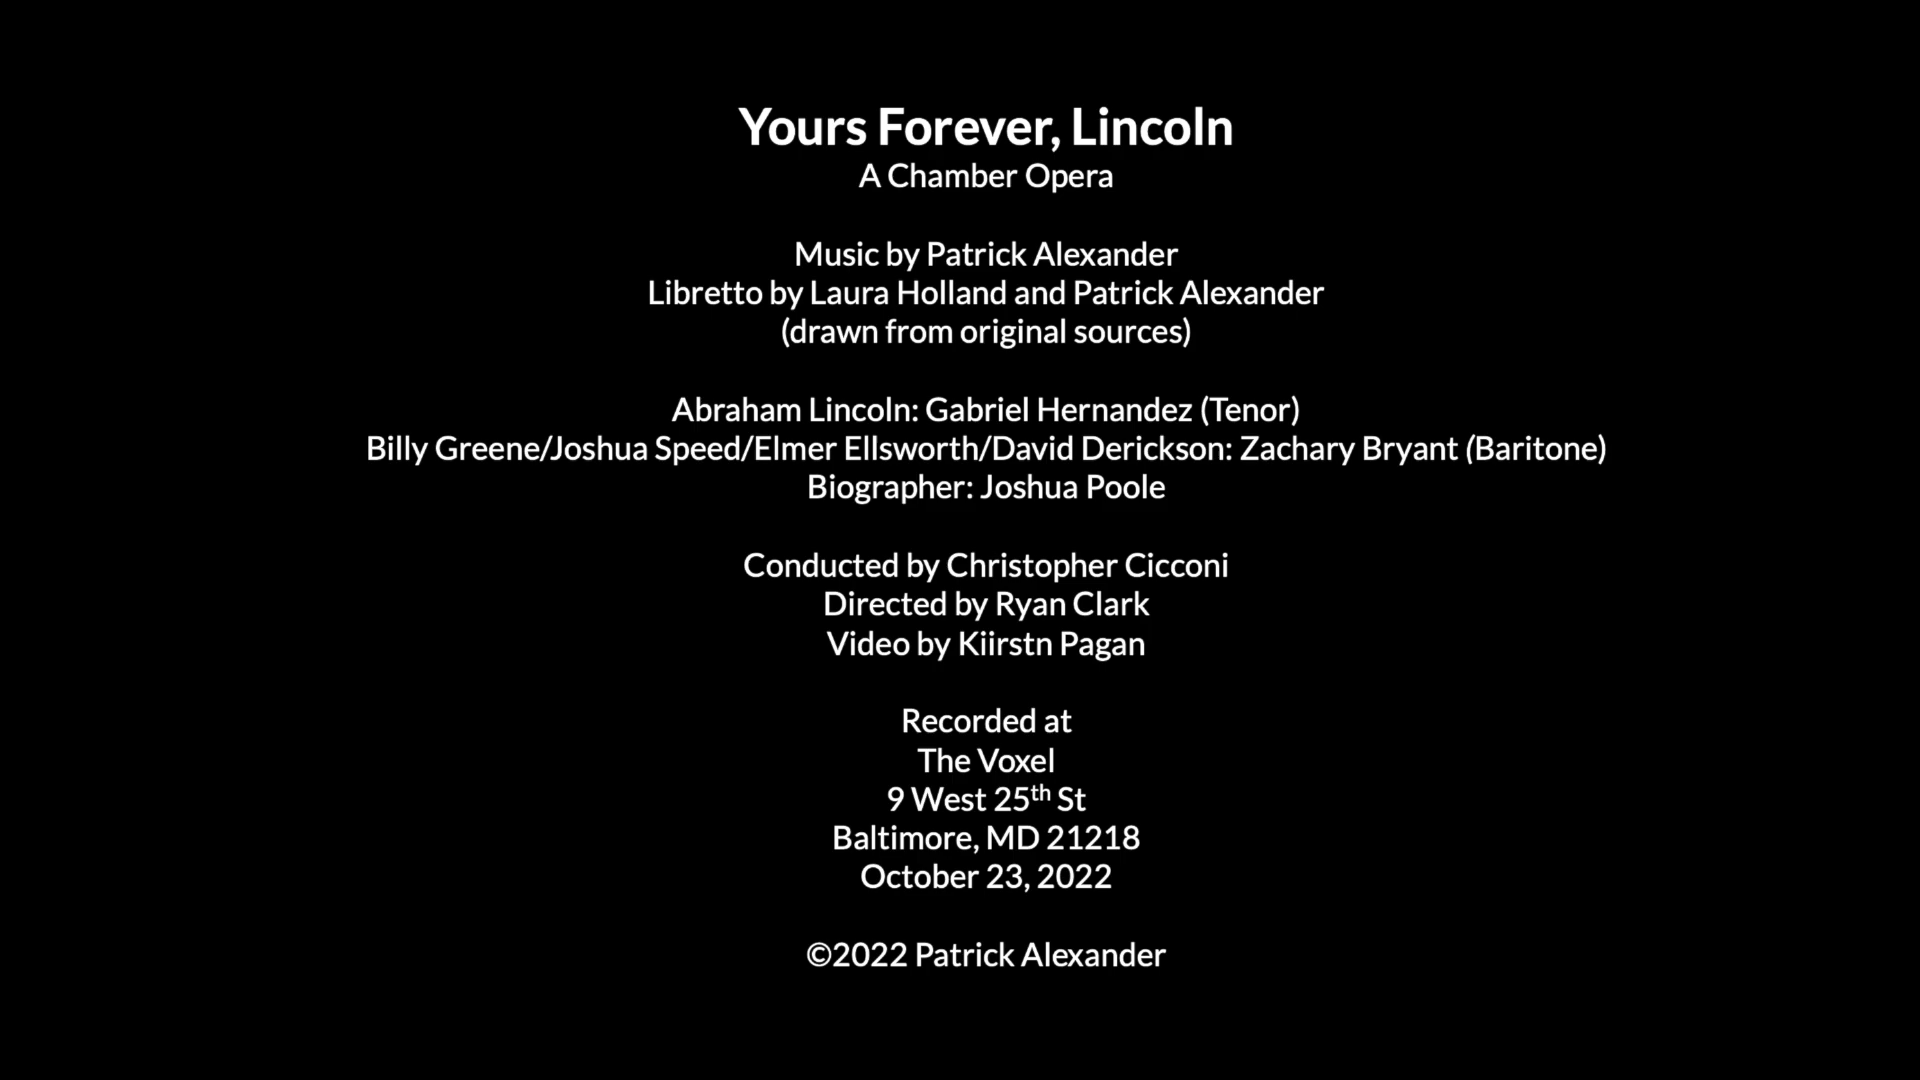 Yours Forever, Lincoln
A Chamber Opera
Music by Patrick Alexander
Libretto by Laura Holland and Patrick Alexander
(drawn from original sources)
Abraham Lincoln: Gabriel Hernandez (Tenor)
Billy Greene/Joshua Speed/Elmer Ellsworth/David Derickson: Zachary Bryant (Baritone)
Biographer: Joshua Poole
Conducted by Christopher Cicconi
Directed by Ryan Clark
Video by Kiirstn Pagan
Recorded at
The Voxel
9 West 25th St
Baltimore, MD 21218
October 23, 2022
©2022 Patrick Alexander